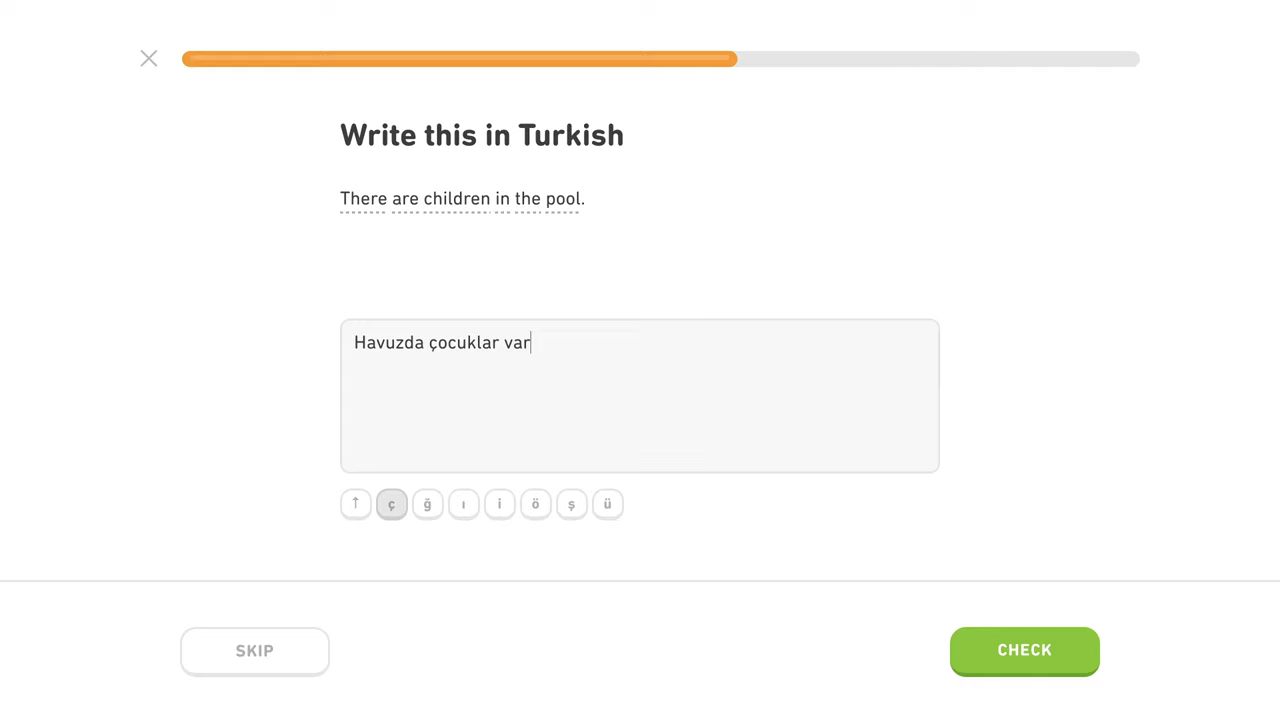 Write this in Turkish
There are children in the pool.
Havuzda çocuklar var
↑ ç ğ ı i ö ş ü
SKIP
CHECK